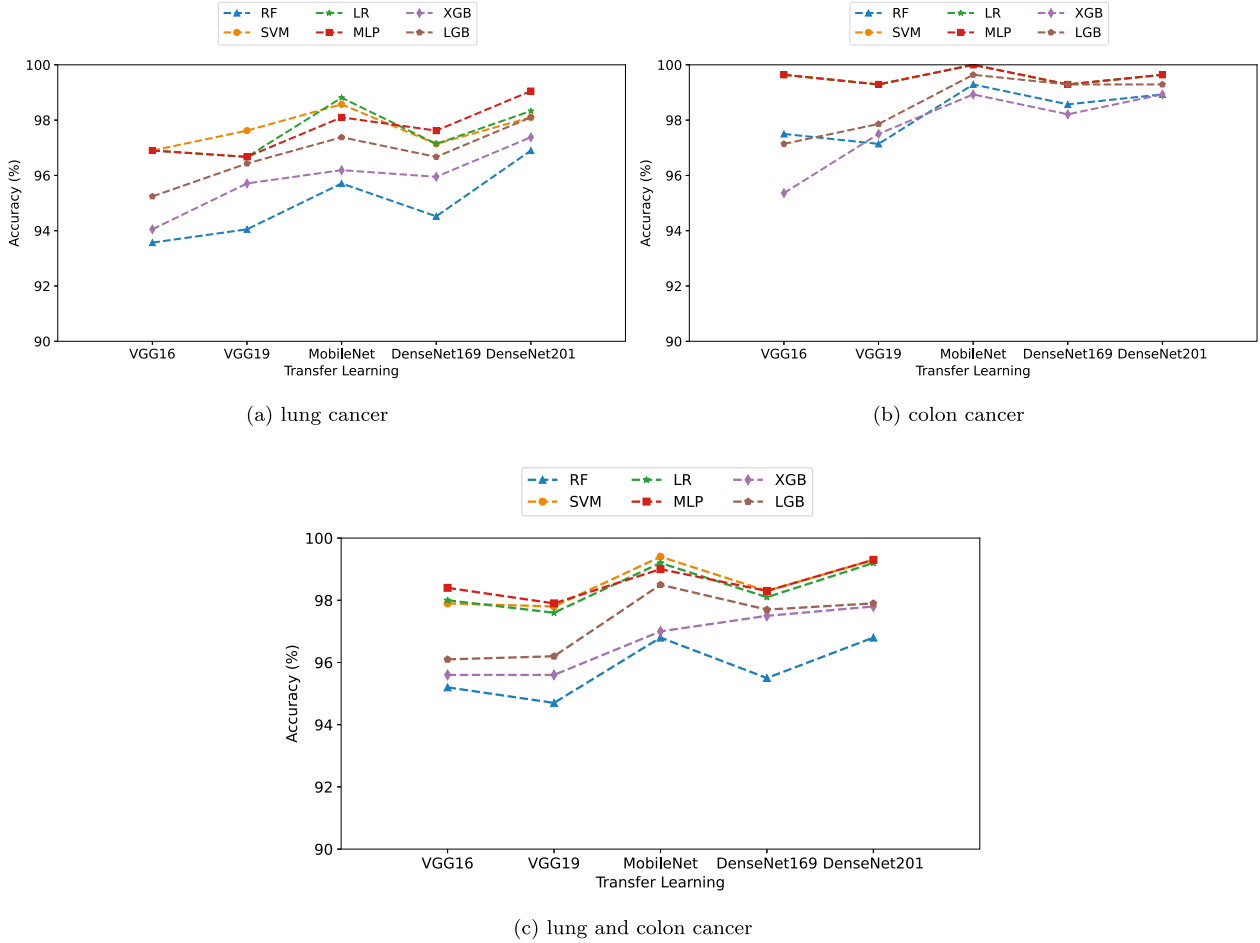 RF LR XGB
SVM MLP LGB
100
98
96
94
92
90
Accuracy (%)
VGG16 VGG19 MobileNet DenseNet169 DenseNet201
Transfer Learning
(a) lung cancer
RF LR XGB
SVM MLP LGB
100
98
96
94
92
90
Accuracy (%)
VGG16 VGG19 MobileNet DenseNet169 DenseNet201
Transfer Learning
(b) colon cancer
RF LR XGB
SVM MLP LGB
100
98
96
94
92
90
Accuracy (%)
VGG16 VGG19 MobileNet DenseNet169 DenseNet201
Transfer Learning
(c) lung and colon cancer